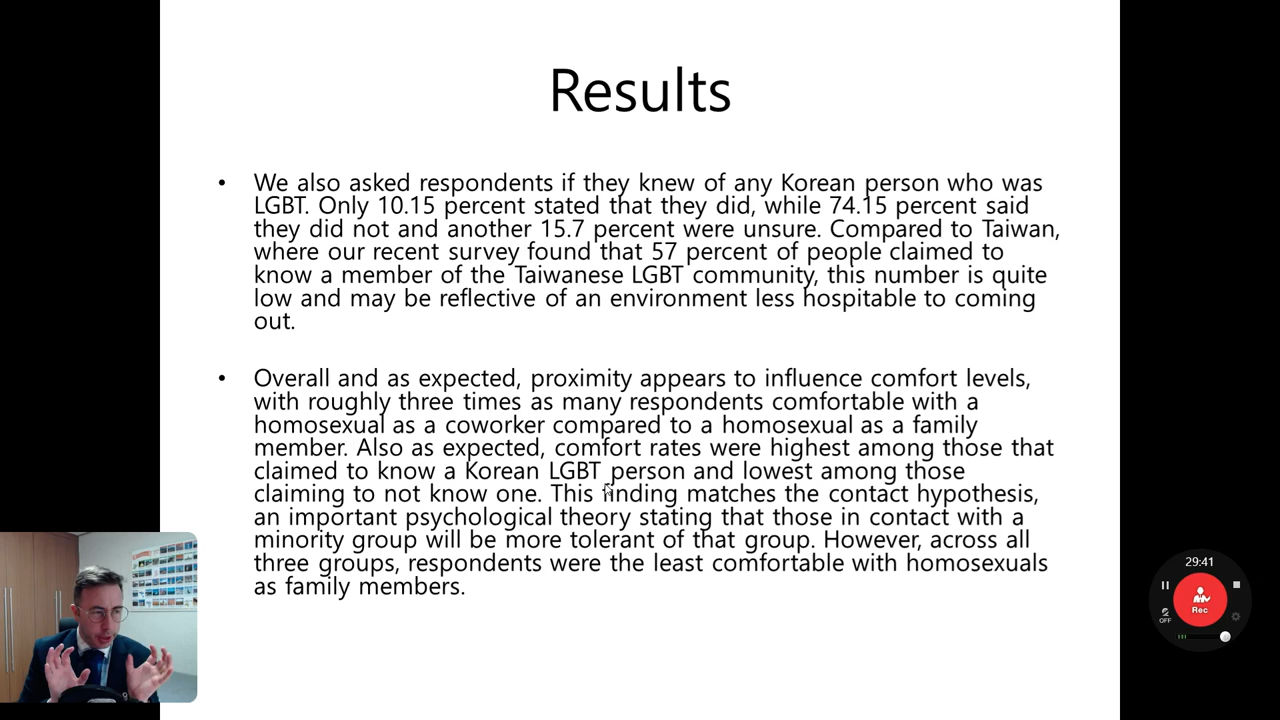 Results
• We also asked respondents if they knew of any Korean person who was
LGBT. Only 10.15 percent stated that they did, while 74.15 percent said
they did not and another 15.7 percent were unsure. Compared to Taiwan,
where our recent survey found that 57 percent of people claimed to
know a member of the Taiwanese LGBT community, this number is quite
low and may be reflective of an environment less hospitable to coming
out.
• Overall and as expected, proximity appears to influence comfort levels,
with roughly three times as many respondents comfortable with a
homosexual as a coworker compared to a homosexual as a family
member. Also as expected, comfort rates were highest among those that
claimed to know a Korean LGBT person and lowest among those
claiming to not know one. This finding matches the contact hypothesis,
an important psychological theory stating that those in contact with a
minority group will be more tolerant of that group. However, across all
three groups, respondents were the least comfortable with homosexuals
as family members.
29:41
Rec
OFF